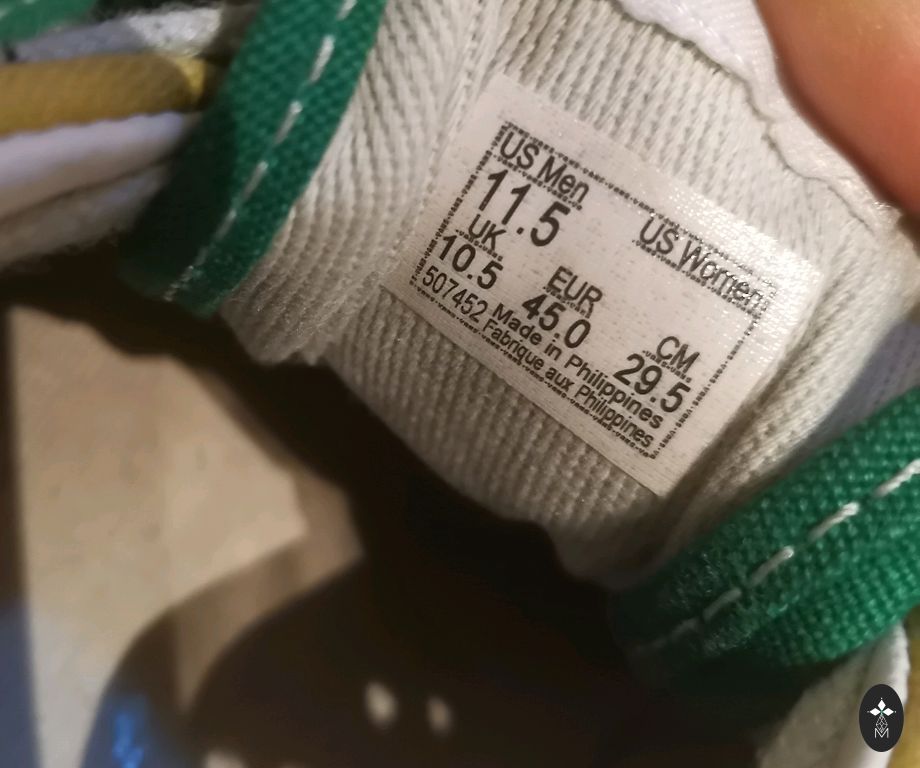 US Men
11.5
US Women
UK
10.5
EUR
45.0
CM
29.5
507452 Made in Philippines
Fabrique aux Philippines
M